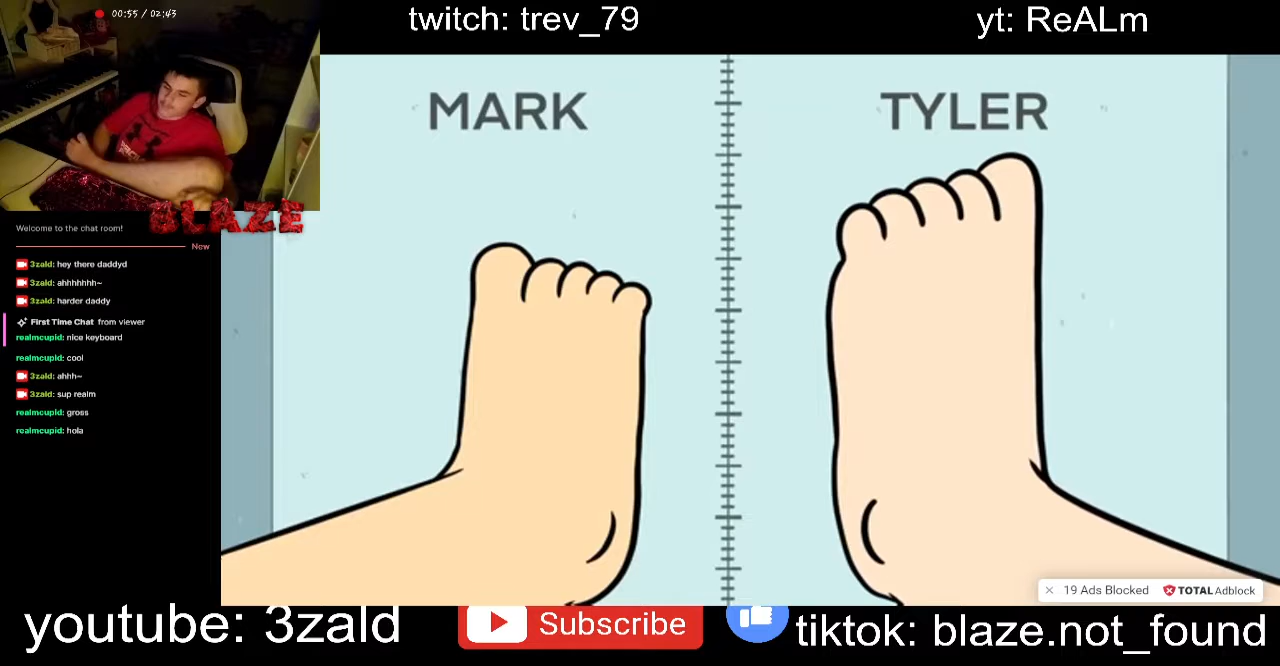 00:55 / 02:43
twitch: trev_79
yt: ReALm
MARK
TYLER
BLAZE
Welcome to the chat room!
New
3zald: hey there daddyd
3zald: ahhhhhhh~
3zald: harder daddy
First Time Chat from viewer
realmcupid: nice keyboard
realmcupid: cool
3zald: ahhh~
3zald: sup realm
realmcupid: gross
realmcupid: hola
19 Ads Blocked
TOTAL Adblock
youtube: 3zald
Subscribe
tiktok: blaze.not_found